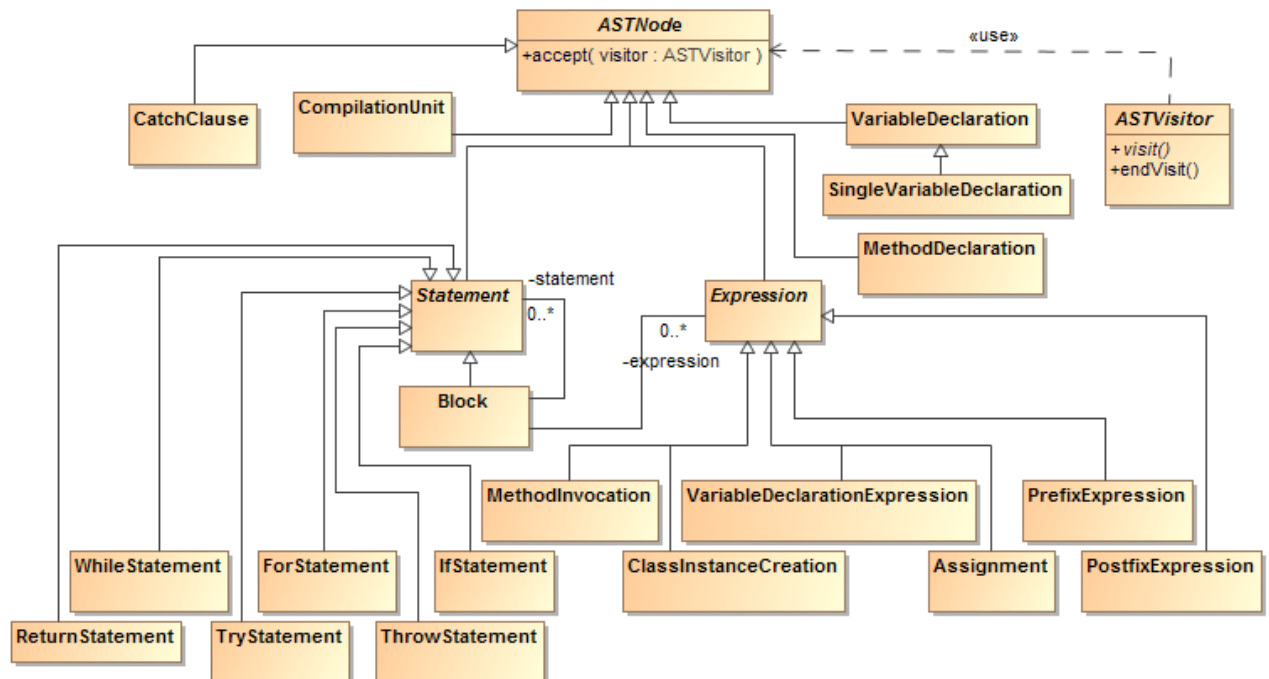 ASTNode
+accept( visitor : ASTVisitor )
«use»
CatchClause
CompilationUnit
VariableDeclaration
ASTVisitor
+visit()
+endVisit()
SingleVariableDeclaration
MethodDeclaration
Statement
-statement
0..*
Expression
0..*
-expression
Block
MethodInvocation
VariableDeclarationExpression
PrefixExpression
WhileStatement
ForStatement
IfStatement
ClassInstanceCreation
Assignment
PostfixExpression
ReturnStatement
TryStatement
ThrowStatement